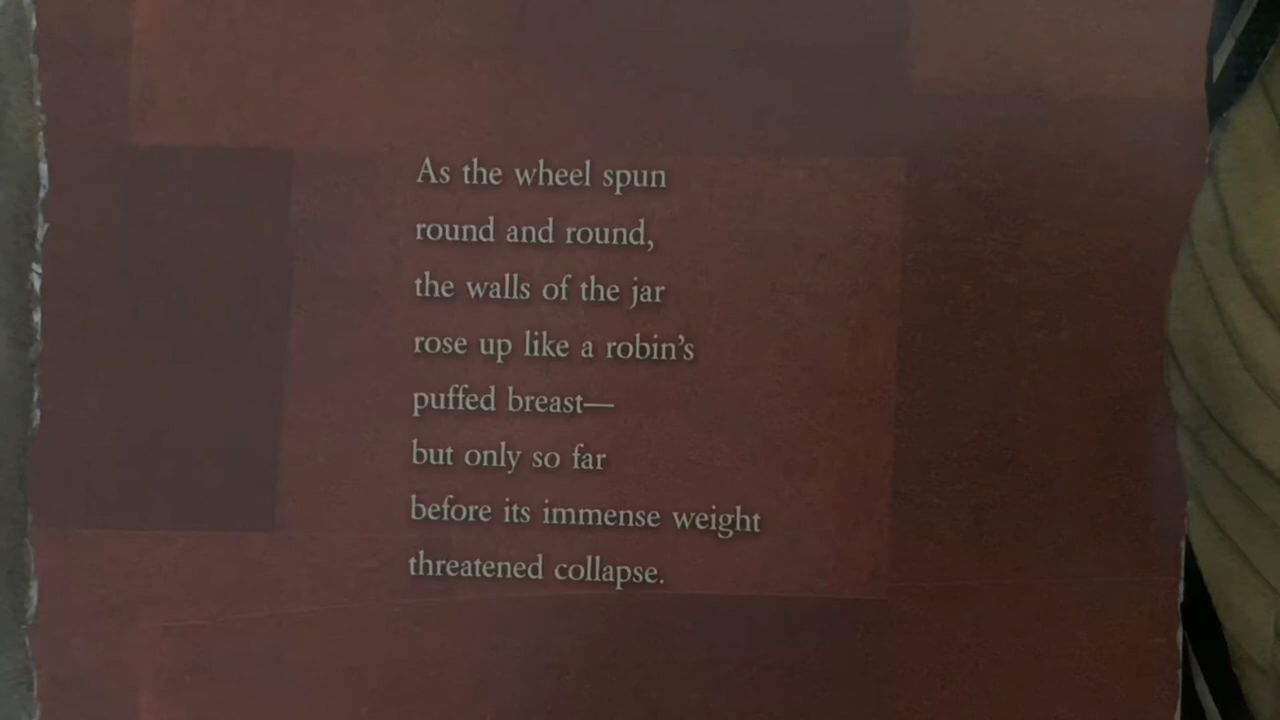 As the wheel spun
round and round,
the walls of the jar
rose up like a robin's
puffed breast—
but only so far
before its immense weight
threatened collapse.